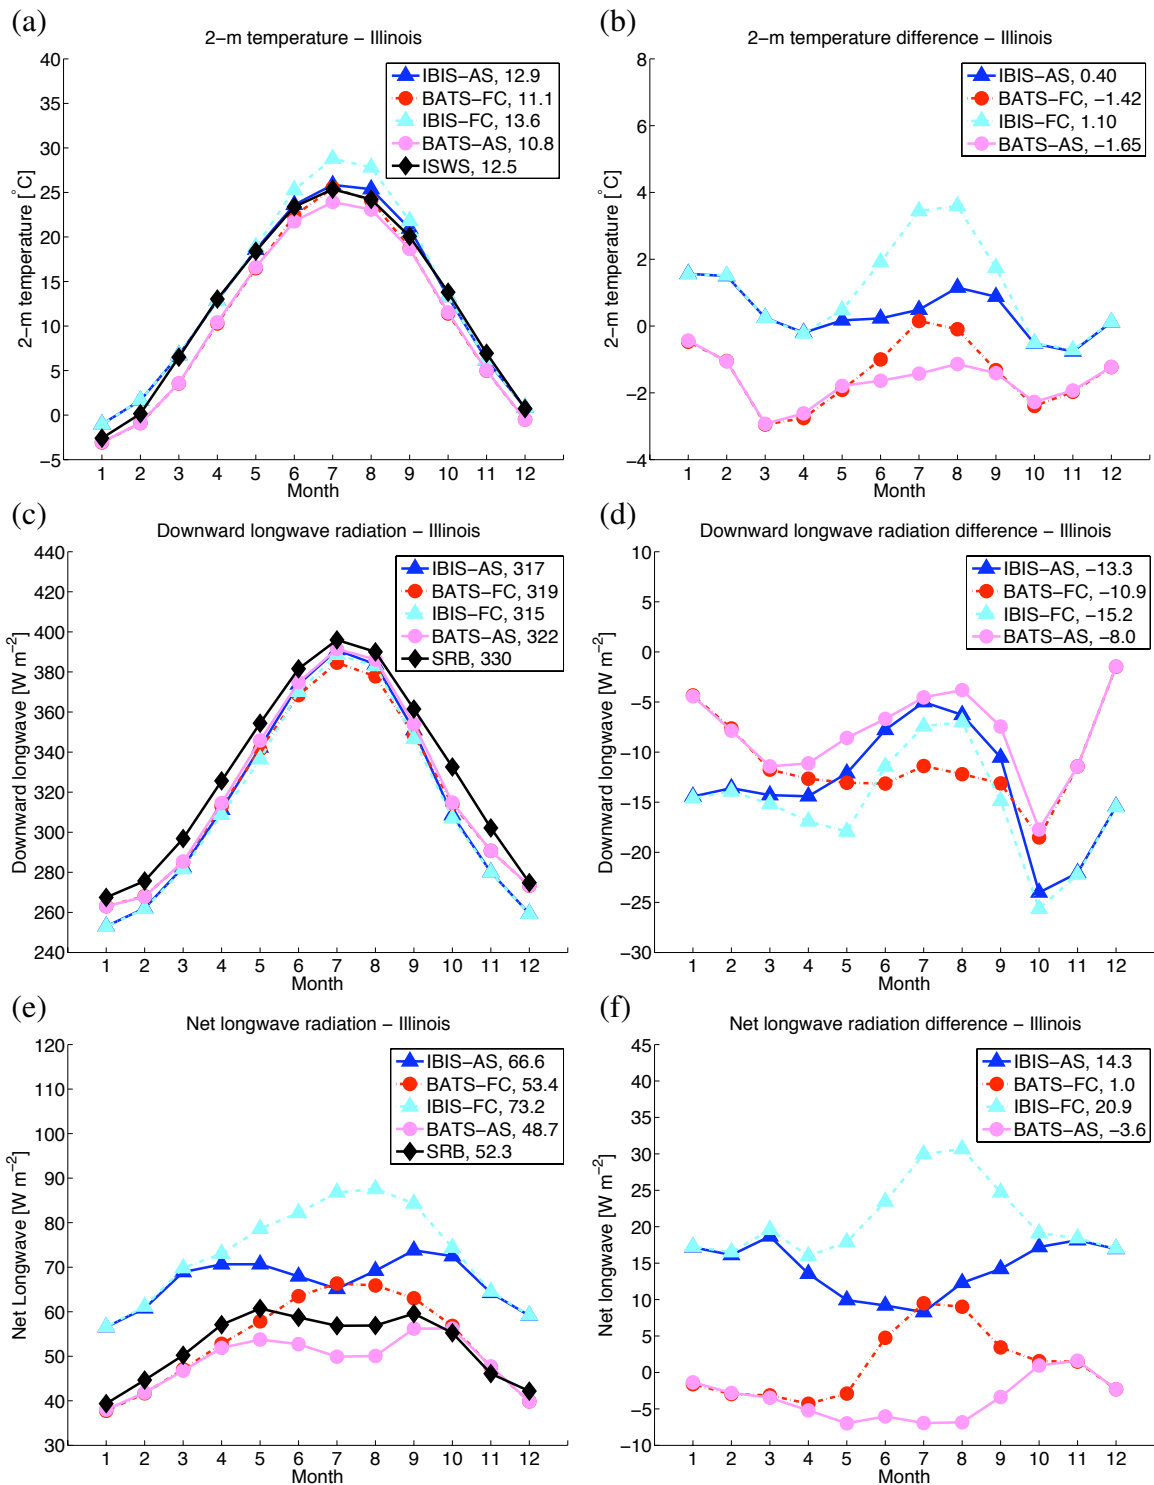 (a)
2−m temperature − Illinois
2−m temperature [°C]
40
35
30
25
20
15
10
5
0
−5
IBIS−AS, 12.9
BATS−FC, 11.1
IBIS−FC, 13.6
BATS−AS, 10.8
ISWS, 12.5
1 2 3 4 5 6 7 8 9 10 11 12
Month
(b)
2−m temperature difference − Illinois
2−m temperature [°C]
8
6
4
2
0
−2
−4
IBIS−AS, 0.40
BATS−FC, −1.42
IBIS−FC, 1.10
BATS−AS, −1.65
1 2 3 4 5 6 7 8 9 10 11 12
Month
(c)
Downward longwave radiation − Illinois
Downward longwave [W m−2]
440
420
400
380
360
340
320
300
280
260
240
IBIS−AS, 317
BATS−FC, 319
IBIS−FC, 315
BATS−AS, 322
SRB, 330
1 2 3 4 5 6 7 8 9 10 11 12
Month
(d)
Downward longwave radiation difference − Illinois
Downward longwave [W m−2]
10
5
0
−5
−10
−15
−20
−25
−30
IBIS−AS, −13.3
BATS−FC, −10.9
IBIS−FC, −15.2
BATS−AS, −8.0
1 2 3 4 5 6 7 8 9 10 11 12
Month
(e)
Net longwave radiation − Illinois
Net Longwave [W m−2]
120
110
100
90
80
70
60
50
40
30
IBIS−AS, 66.6
BATS−FC, 53.4
IBIS−FC, 73.2
BATS−AS, 48.7
SRB, 52.3
1 2 3 4 5 6 7 8 9 10 11 12
Month
(f)
Net longwave radiation difference − Illinois
Net longwave [W m−2]
45
40
35
30
25
20
15
10
5
0
−5
−10
IBIS−AS, 14.3
BATS−FC, 1.0
IBIS−FC, 20.9
BATS−AS, −3.6
1 2 3 4 5 6 7 8 9 10 11 12
Month